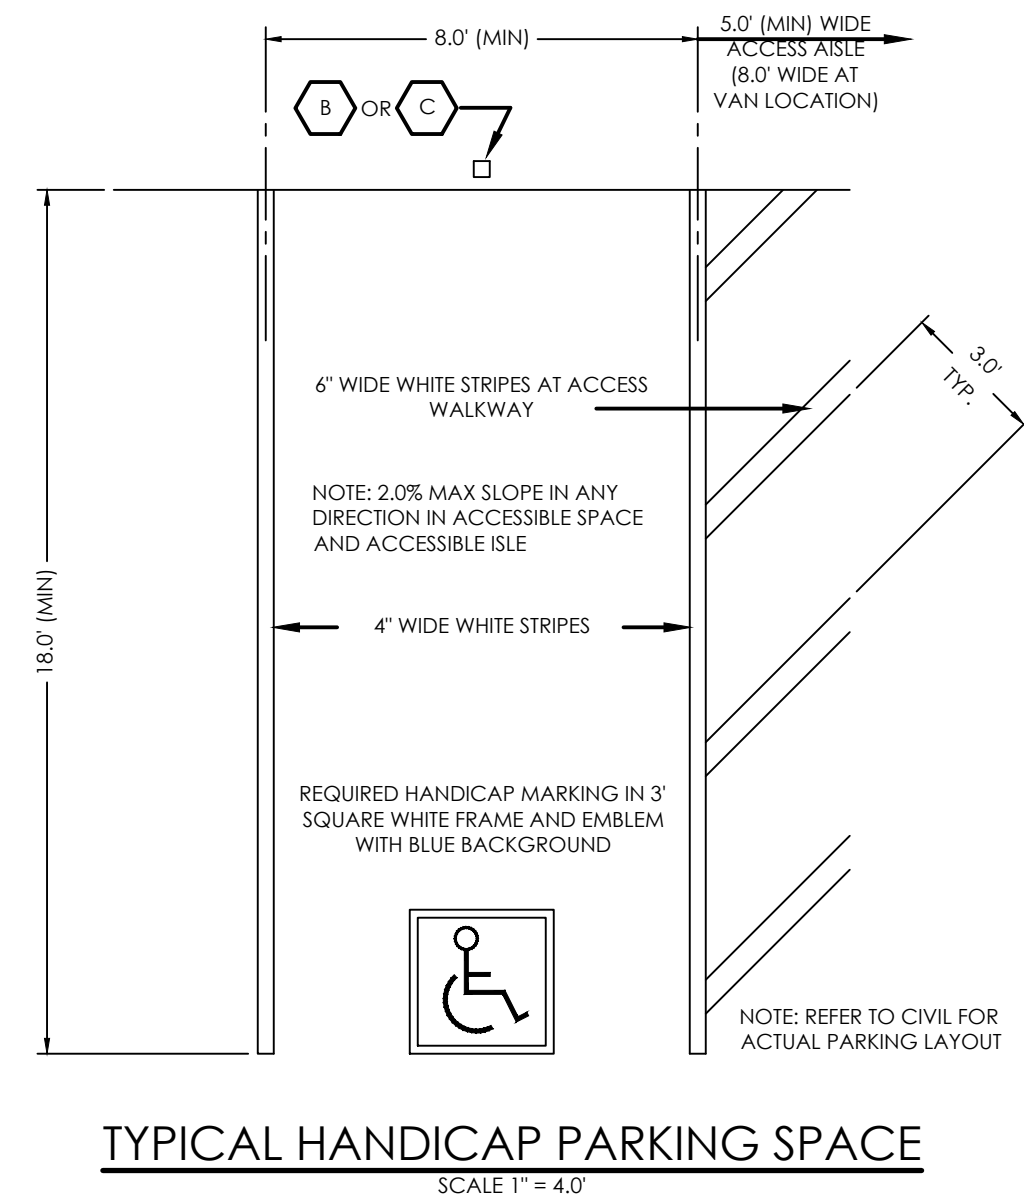 8.0' (MIN)
5.0' (MIN) WIDE
ACCESS AISLE
(8.0' WIDE AT
VAN LOCATION)
B OR C
3.0'
TYP.
6" WIDE WHITE STRIPES AT ACCESS
WALKWAY
NOTE: 2.0% MAX SLOPE IN ANY
DIRECTION IN ACCESSIBLE SPACE
AND ACCESSIBLE ISLE
18.0' (MIN)
4" WIDE WHITE STRIPES
REQUIRED HANDICAP MARKING IN 3'
SQUARE WHITE FRAME AND EMBLEM
WITH BLUE BACKGROUND
NOTE: REFER TO CIVIL FOR
ACTUAL PARKING LAYOUT
TYPICAL HANDICAP PARKING SPACE
SCALE 1" = 4.0'